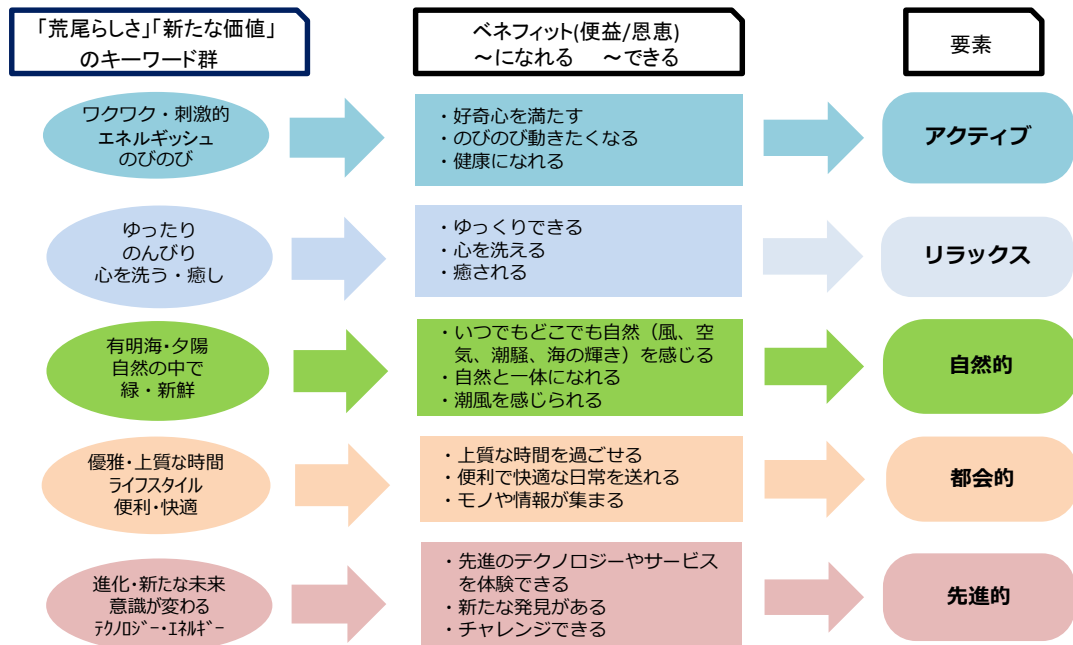 「荒尾らしさ」「新たな価値」
のキーワード群
ベネフィット(便益/恩恵)
～になれる　～できる
要素
ワクワク・刺激的
エネルギッシュ
のびのび
・好奇心を満たす
・のびのび動きたくなる
・健康になれる
アクティブ
ゆったり
のんびり
心を洗う・癒し
・ゆっくりできる
・心を洗える
・癒される
リラックス
有明海・夕陽
自然の中で
緑・新鮮
・いつでもどこでも自然（風、空
気、潮騒、海の輝き）を感じる
・自然と一体になれる
・潮風を感じられる
自然的
優雅・上質な時間
ライフスタイル
便利・快適
・上質な時間を過ごせる
・便利で快適な日常を送れる
・モノや情報が集まる
都会的
進化・新たな未来
意識が変わる
ﾃｸﾉﾛｼﾞｰ・ｴﾈﾙｷﾞｰ
・先進のテクノロジーやサービス
を体験できる
・新たな発見がある
・チャレンジできる
先進的